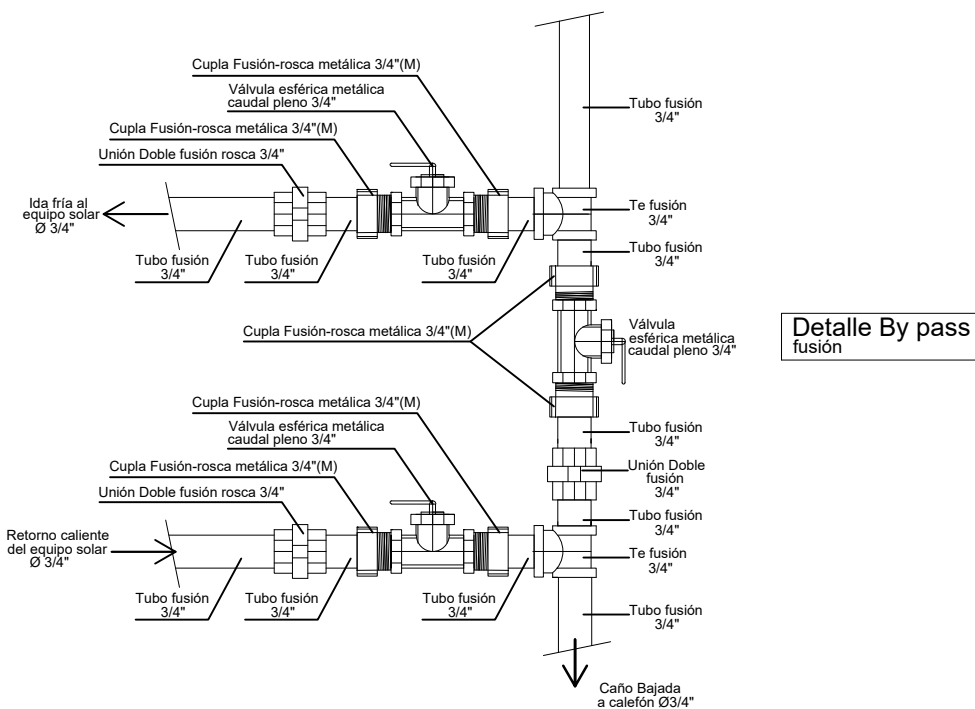 Cupla Fusión-rosca metálica 3/4"(M)
Válvula esférica metálica
caudal pleno 3/4"
Cupla Fusión-rosca metálica 3/4"(M)
Unión Doble fusión rosca 3/4"
Ida fría al
equipo solar
Ø 3/4"
Tubo fusión
3/4"
Tubo fusión
3/4"
Tubo fusión
3/4"
Tubo fusión
3/4"
Te fusión
3/4"
Tubo fusión
3/4"
Cupla Fusión-rosca metálica 3/4"(M)
Válvula
esférica metálica
caudal pleno 3/4"
Detalle By pass
fusión
Cupla Fusión-rosca metálica 3/4"(M)
Válvula esférica metálica
caudal pleno 3/4"
Cupla Fusión-rosca metálica 3/4"(M)
Unión Doble fusión rosca 3/4"
Retorno caliente
del equipo solar
Ø 3/4"
Tubo fusión
3/4"
Tubo fusión
3/4"
Tubo fusión
3/4"
Tubo fusión
3/4"
Unión Doble
fusión
3/4"
Tubo fusión
3/4"
Te fusión
3/4"
Tubo fusión
3/4"
Caño Bajada
a calefón Ø3/4"